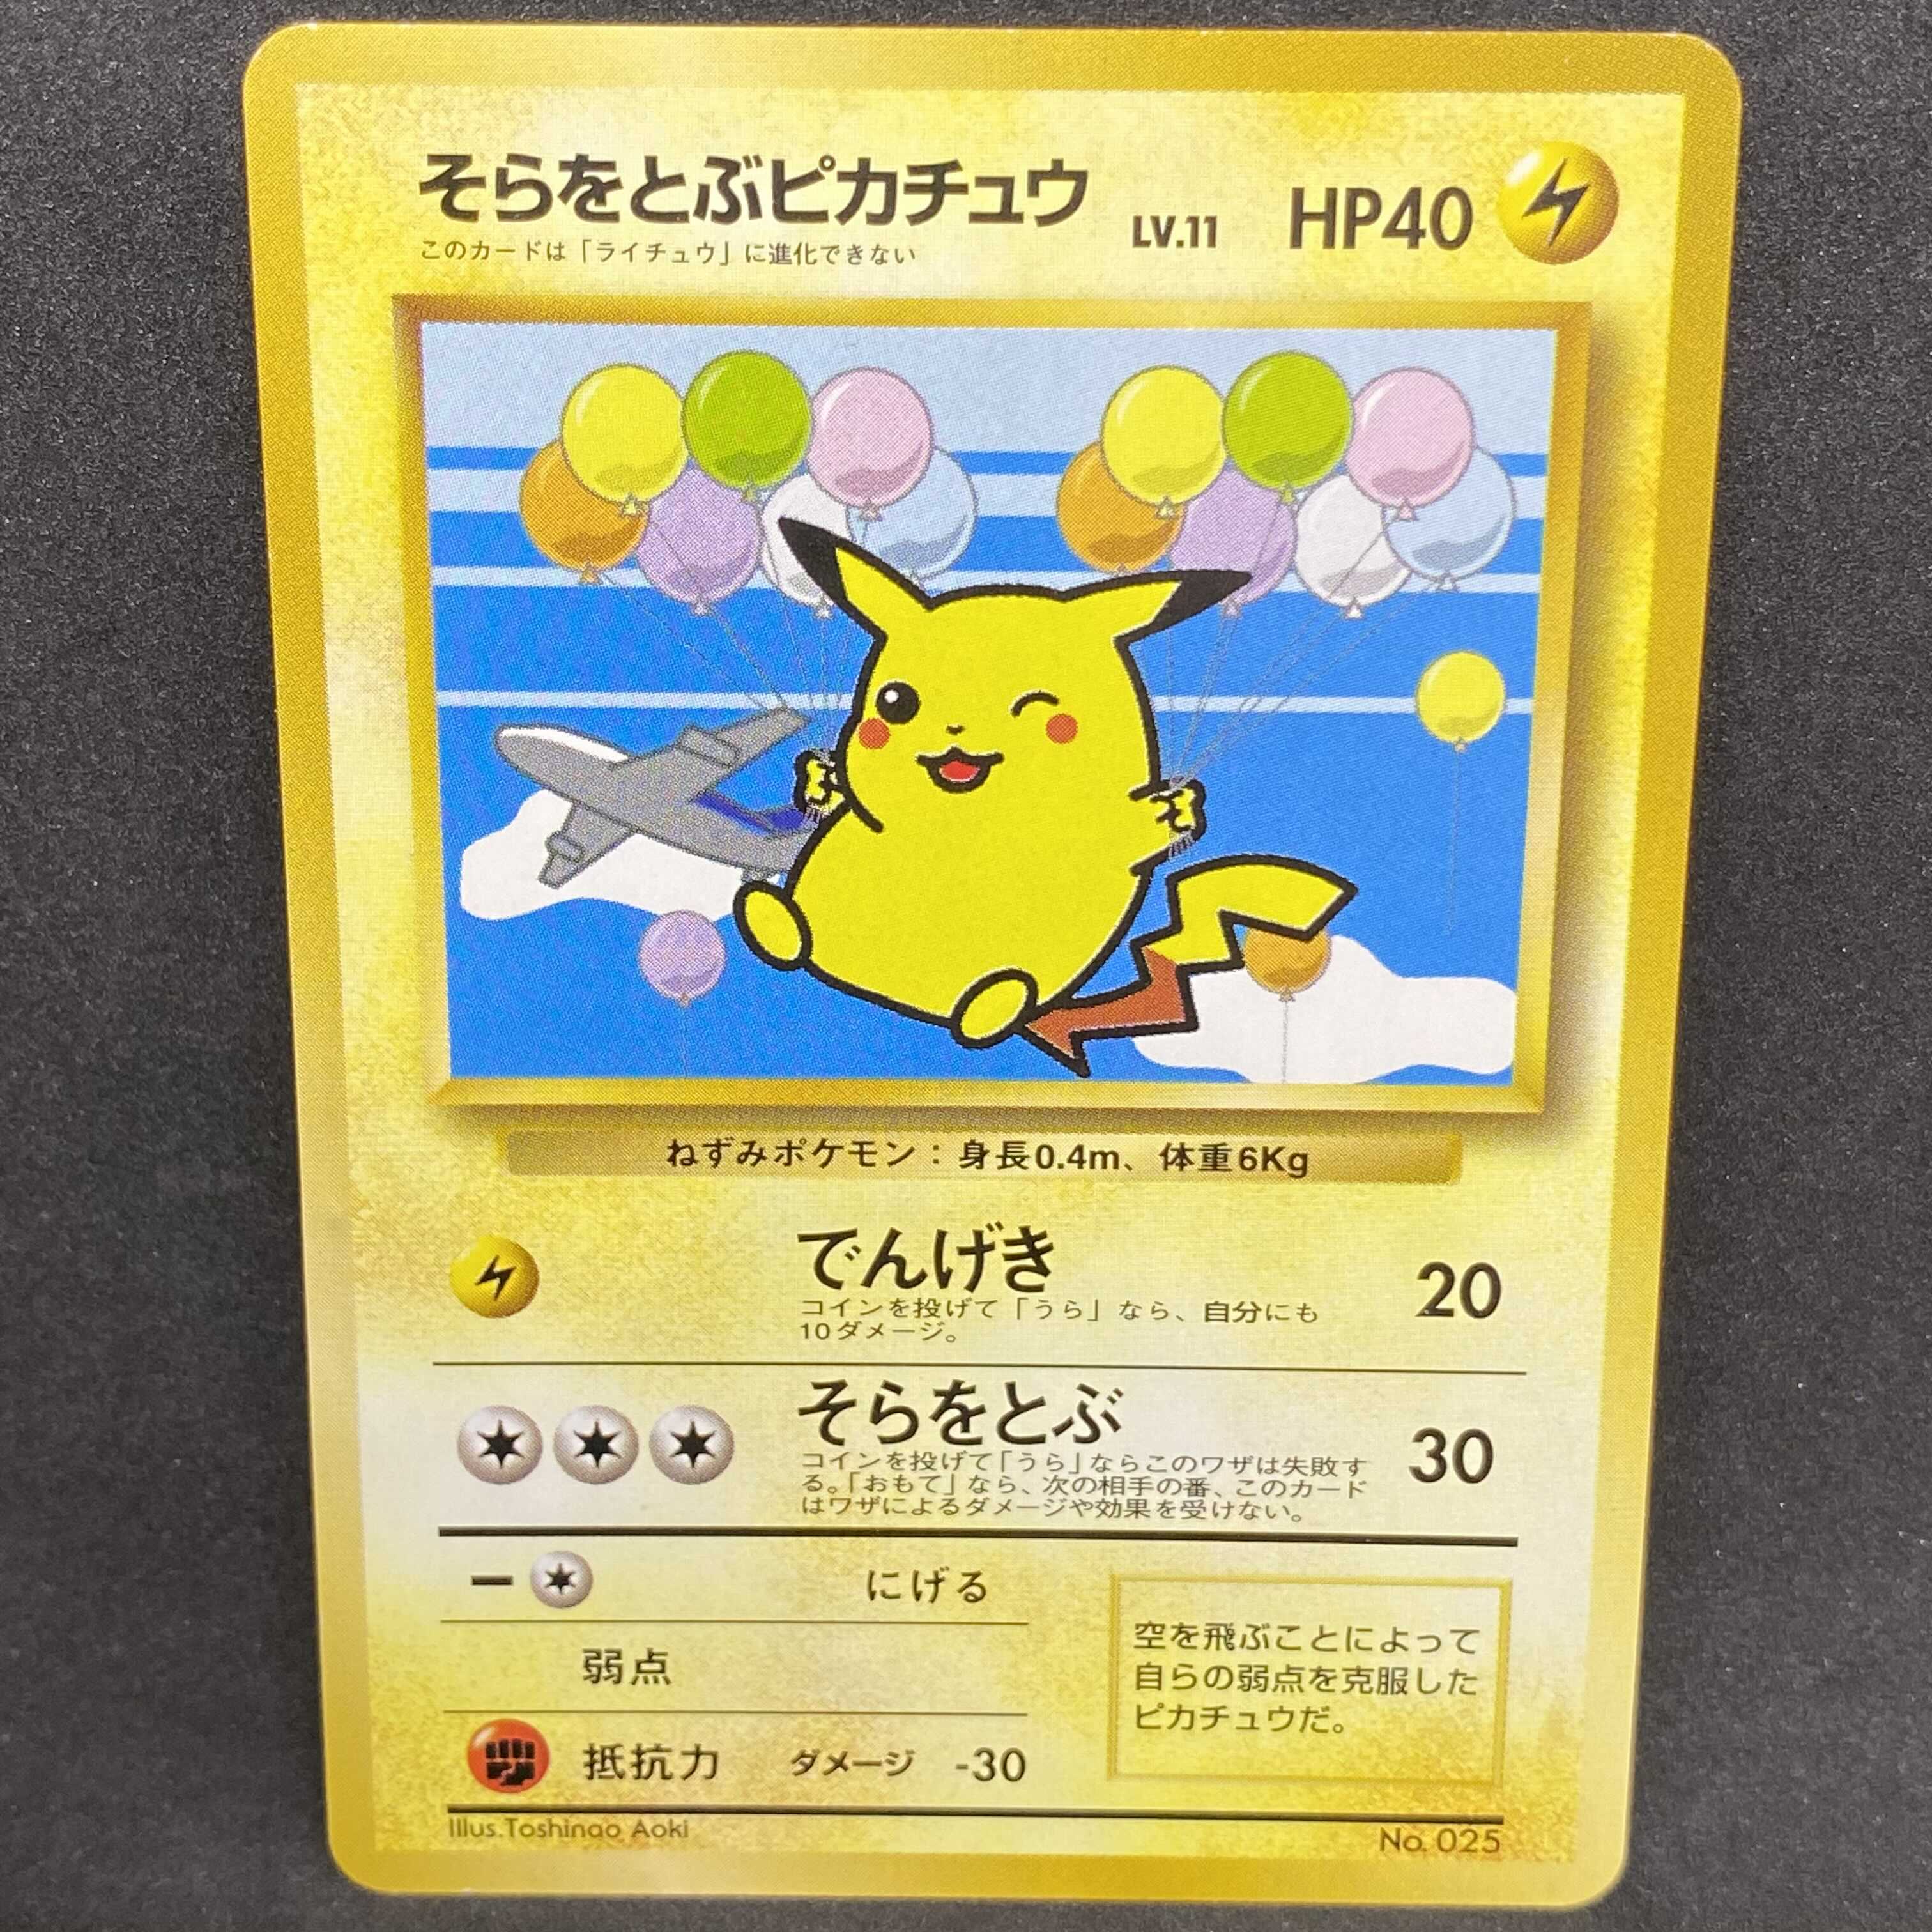 そらをとぶピカチュウ LV.11 HP40
このカードは「ライチュウ」に進化できない
ねずみポケモン：身長0.4m、体重6Kg
でんげき 20
コインを投げて「うら」なら、自分にも
10ダメージ。
そらをとぶ 30
コインを投げて「うら」ならこのワザは失敗す
る。「おもて」なら、次の相手の番、このカード
はワザによるダメージや効果を受けない。
− にげる
弱点
抵抗力 ダメージ -30
空を飛ぶことによって
自らの弱点を克服した
ピカチュウだ。
Illus.Toshinao Aoki No. 025